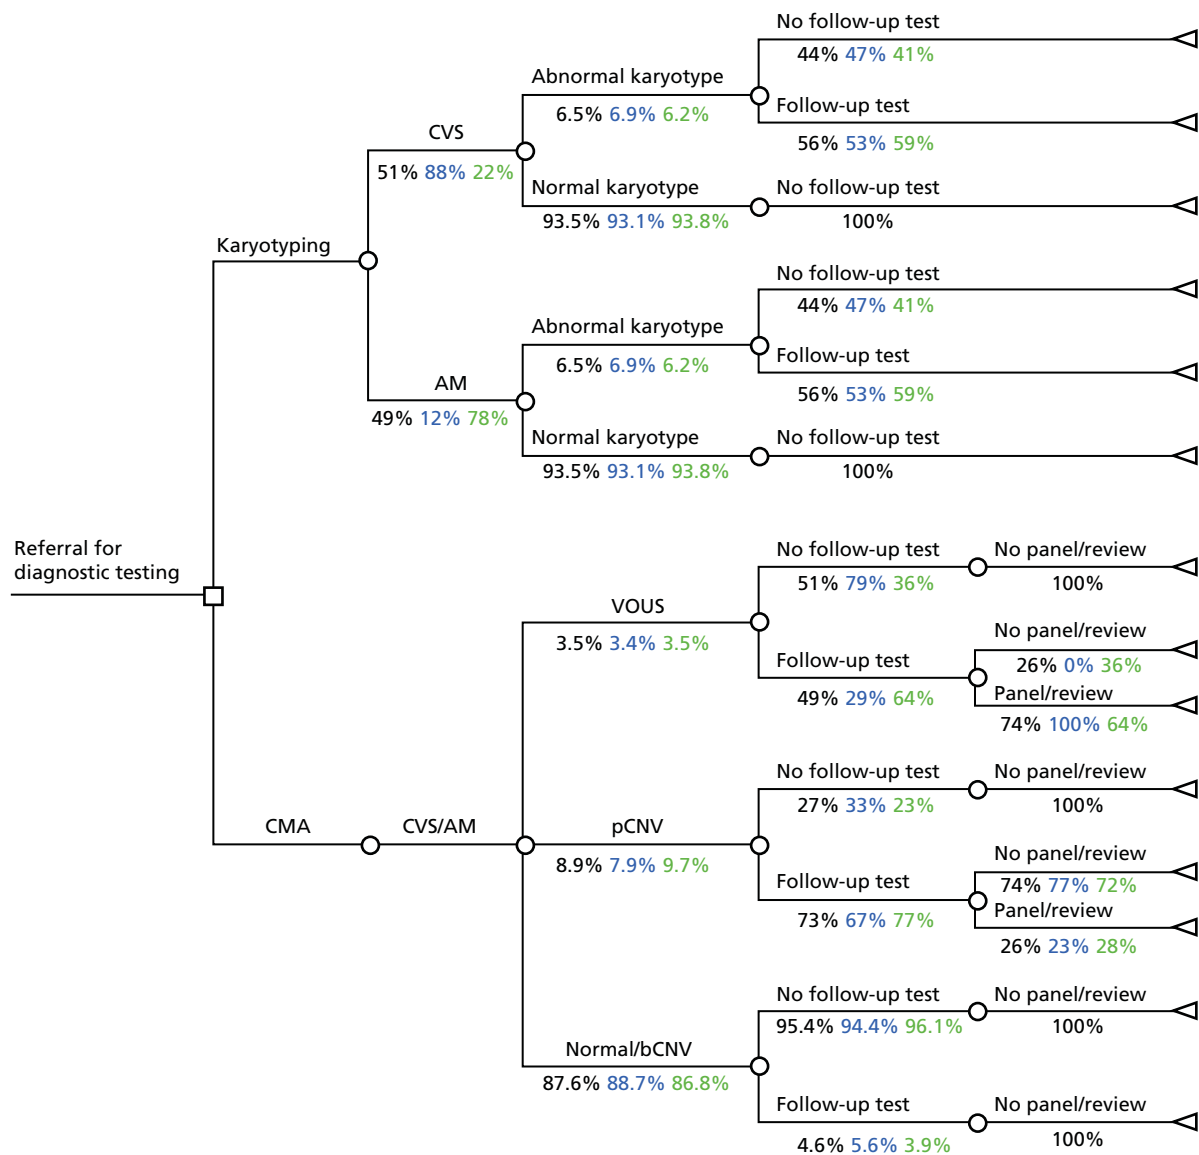 No follow-up test
44% 47% 41%
Abnormal karyotype
6.5% 6.9% 6.2%
Follow-up test
56% 53% 59%
CVS
51% 88% 22%
Normal karyotype
93.5% 93.1% 93.8%
No follow-up test
100%
Karyotyping
No follow-up test
44% 47% 41%
Abnormal karyotype
6.5% 6.9% 6.2%
Follow-up test
56% 53% 59%
AM
49% 12% 78%
Normal karyotype
93.5% 93.1% 93.8%
No follow-up test
100%
Referral for
diagnostic testing
No follow-up test
51% 79% 36%
No panel/review
100%
VOUS
3.5% 3.4% 3.5%
Follow-up test
49% 29% 64%
No panel/review
26% 0% 36%
Panel/review
74% 100% 64%
No follow-up test
27% 33% 23%
No panel/review
100%
CMA
CVS/AM
pCNV
8.9% 7.9% 9.7%
Follow-up test
73% 67% 77%
No panel/review
74% 77% 72%
Panel/review
26% 23% 28%
No follow-up test
95.4% 94.4% 96.1%
No panel/review
100%
Normal/bCNV
87.6% 88.7% 86.8%
Follow-up test
4.6% 5.6% 3.9%
No panel/review
100%